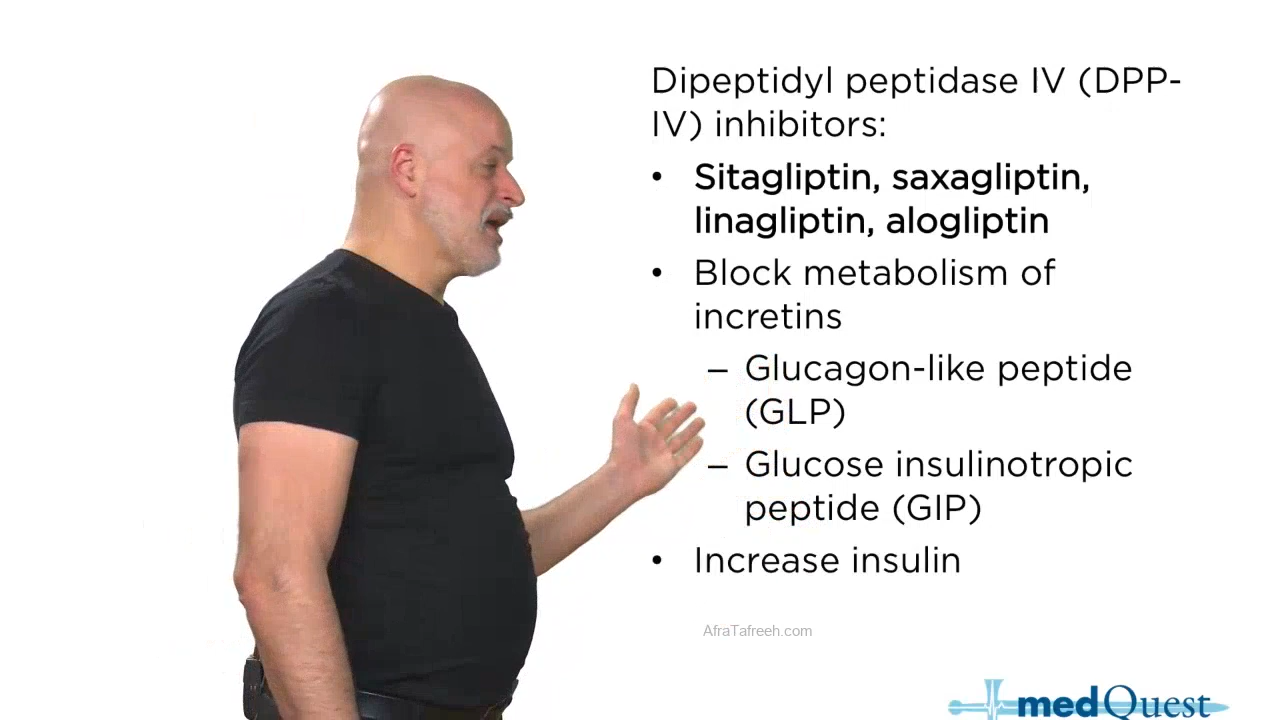 Dipeptidyl peptidase IV (DPP-
IV) inhibitors:
• Sitagliptin, saxagliptin,
linagliptin, alogliptin
• Block metabolism of
incretins
– Glucagon-like peptide
(GLP)
– Glucose insulinotropic
peptide (GIP)
• Increase insulin
AfraTafreeh.com
medQuest